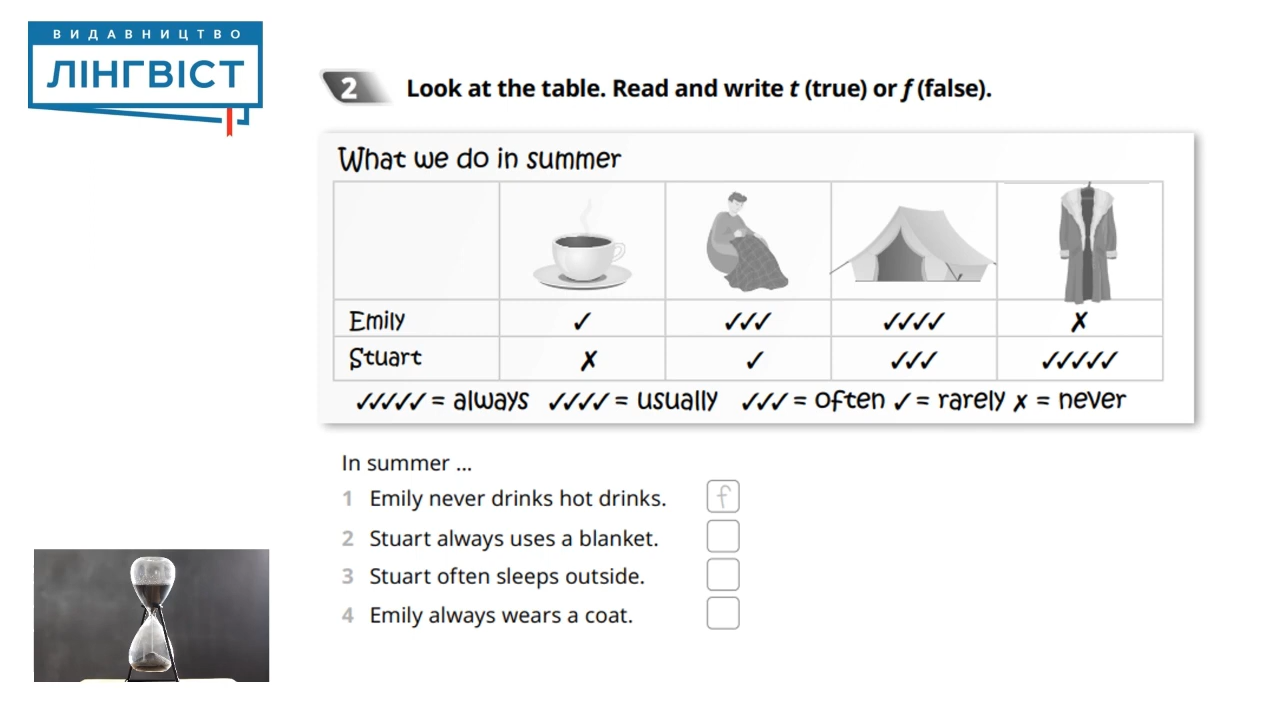 ВИДАВНИЦТВО
ЛІНГВІСТ
2 Look at the table. Read and write t (true) or f (false).
What we do in summer
Emily ✓ ✓✓✓ ✓✓✓✓ ✗
Stuart ✗ ✓ ✓✓✓ ✓✓✓✓✓
✓✓✓✓✓ = always ✓✓✓✓ = usually ✓✓✓ = often ✓ = rarely ✗ = never
In summer ...
1 Emily never drinks hot drinks. f
2 Stuart always uses a blanket.
3 Stuart often sleeps outside.
4 Emily always wears a coat.